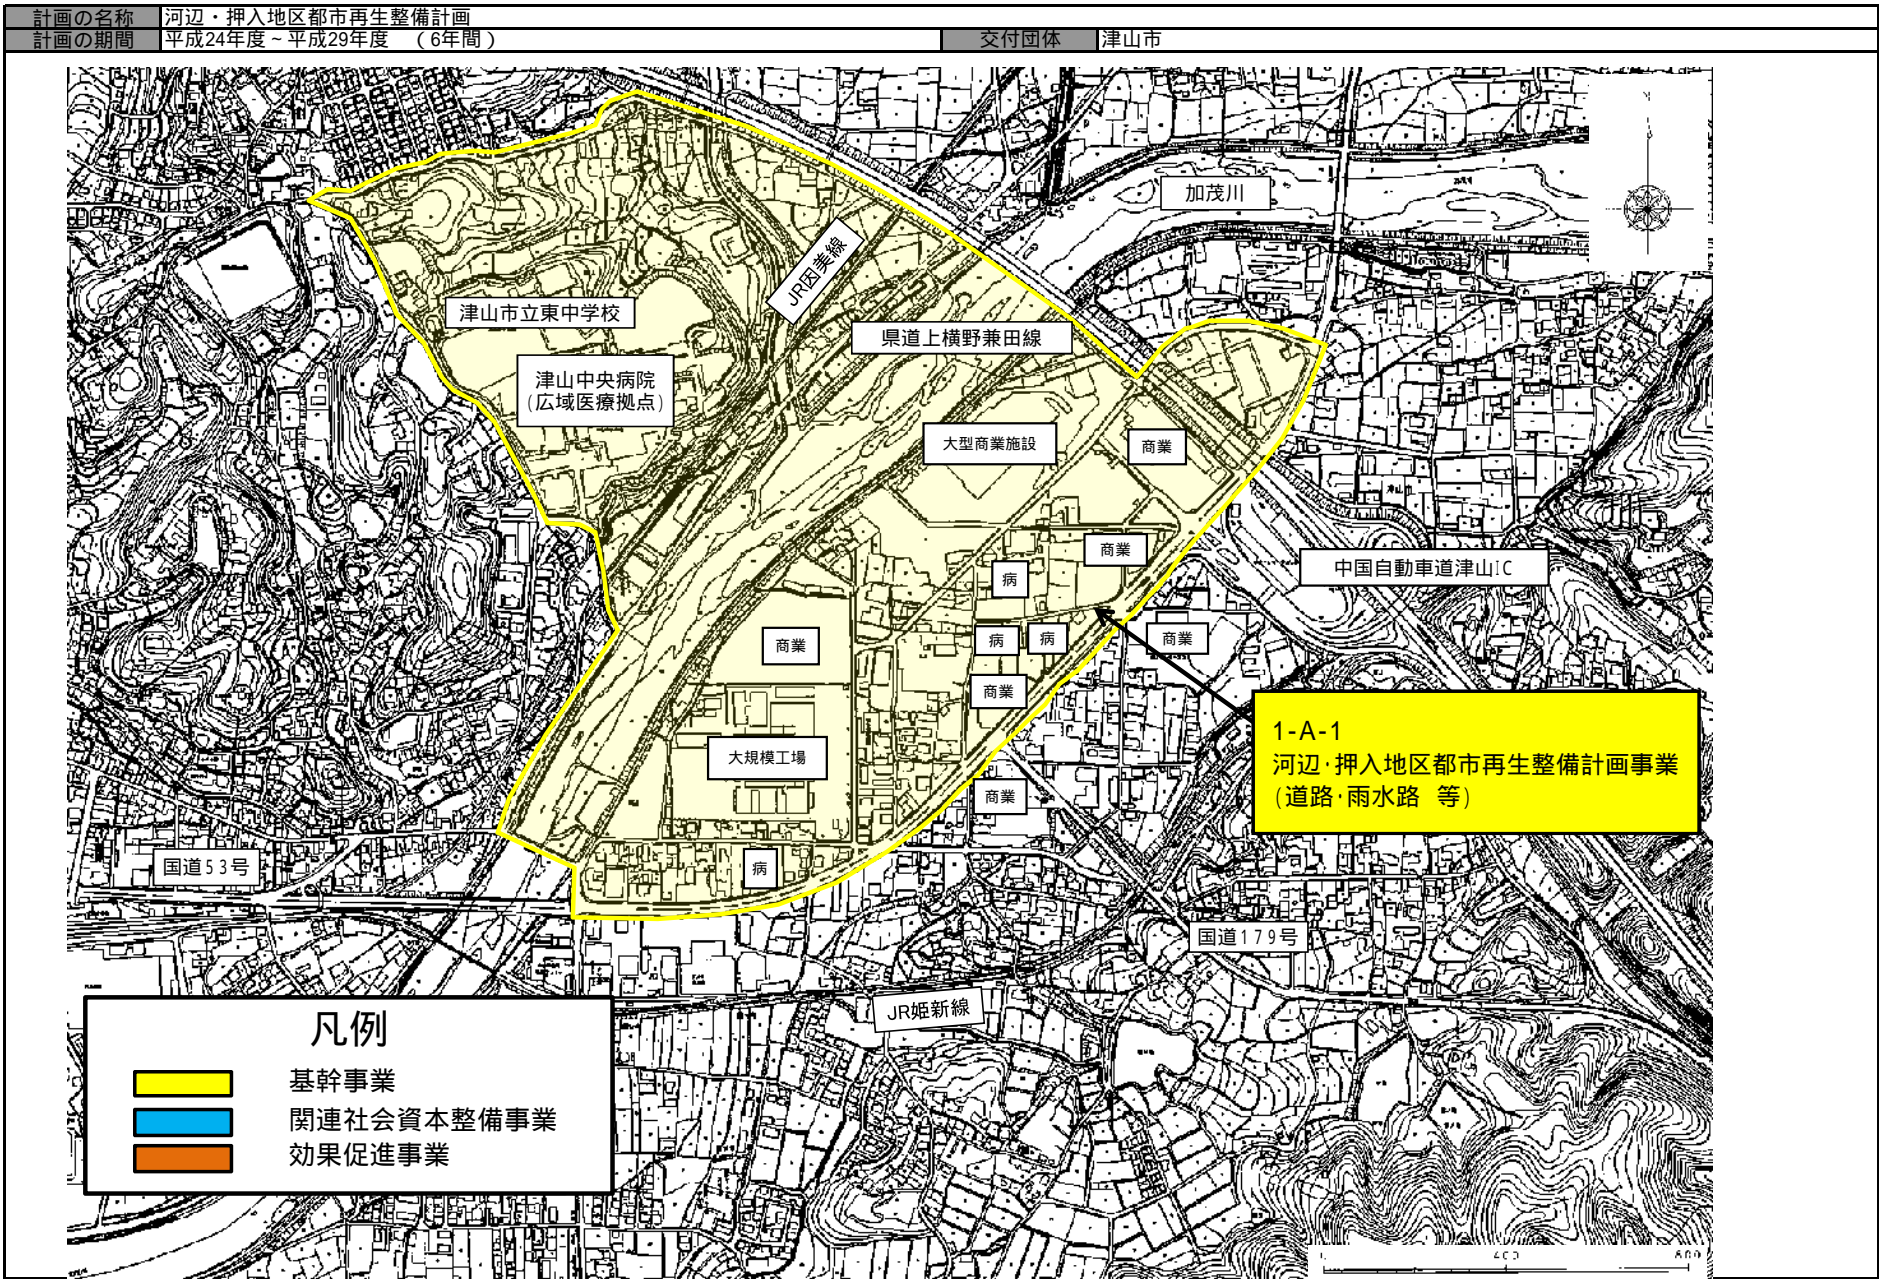 計画の名称 河辺・押入地区都市再生整備計画
計画の期間 平成24年度~平成29年度 (6年間) 交付団体 津山市
加茂川
JR因美線
津山市立東中学校
県道上横野兼田線
津山中央病院
(広域医療拠点)
大型商業施設
商業
商業
中国自動車道津山IC
病
商業
病
病
商業
商業
1-A-1
河辺・押入地区都市再生整備計画事業
(道路・雨水路 等)
大規模工場
商業
国道53号
病
国道179号
JR姫新線
凡例
基幹事業
関連社会資本整備事業
効果促進事業
400